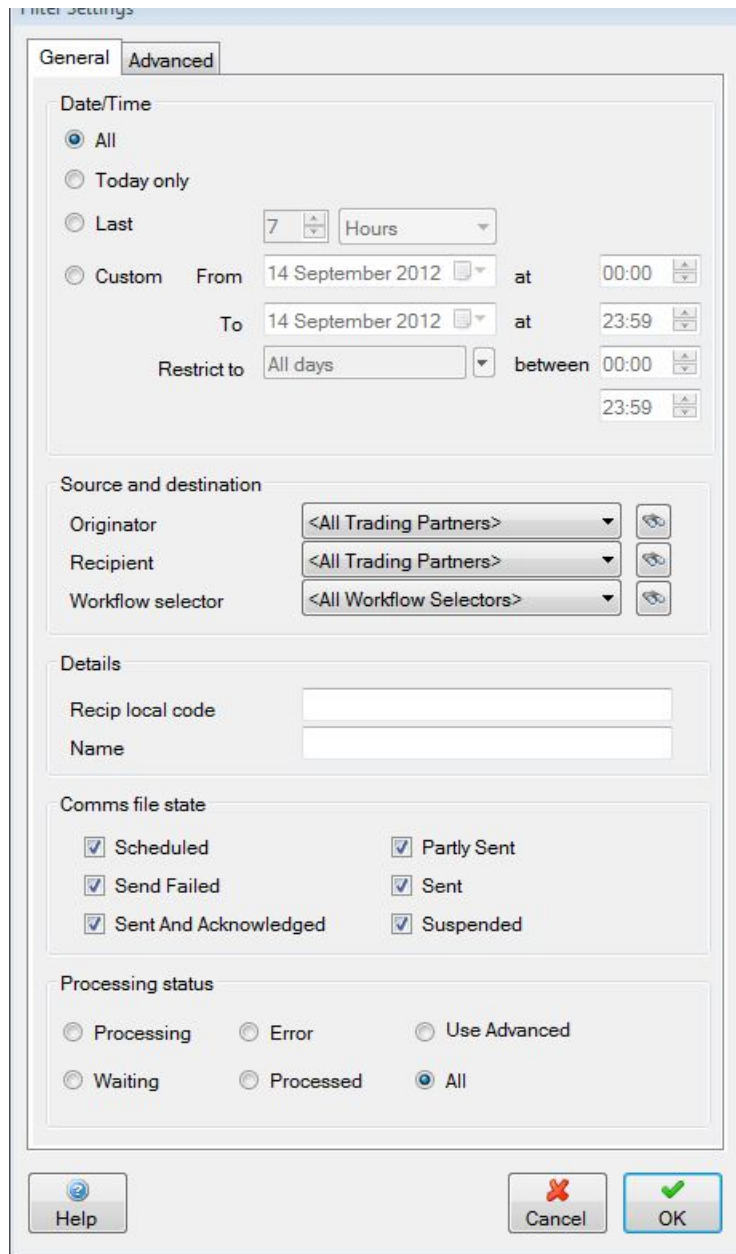 Filter Settings
General Advanced
Date/Time
All
Today only
Last 7 Hours
Custom From 14 September 2012 at 00:00
To 14 September 2012 at 23:59
Restrict to All days between 00:00
23:59
Source and destination
Originator <All Trading Partners>
Recipient <All Trading Partners>
Workflow selector <All Workflow Selectors>
Details
Recip local code
Name
Comms file state
Scheduled Partly Sent
Send Failed Sent
Sent And Acknowledged Suspended
Processing status
Processing Error Use Advanced
Waiting Processed All
Help Cancel OK